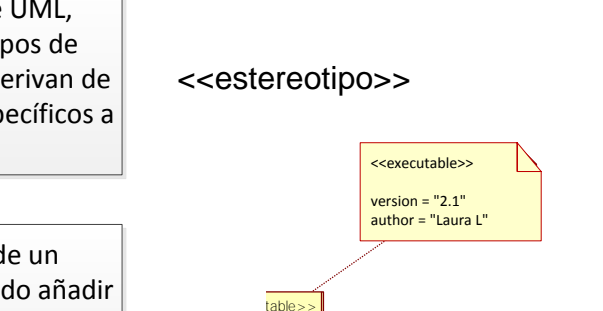 e UML,
pos de
erivan de
pecíficos a
<<estereotipo>>
<<executable>>
version = "2.1"
author = "Laura L"
de un
do añadir
table>>